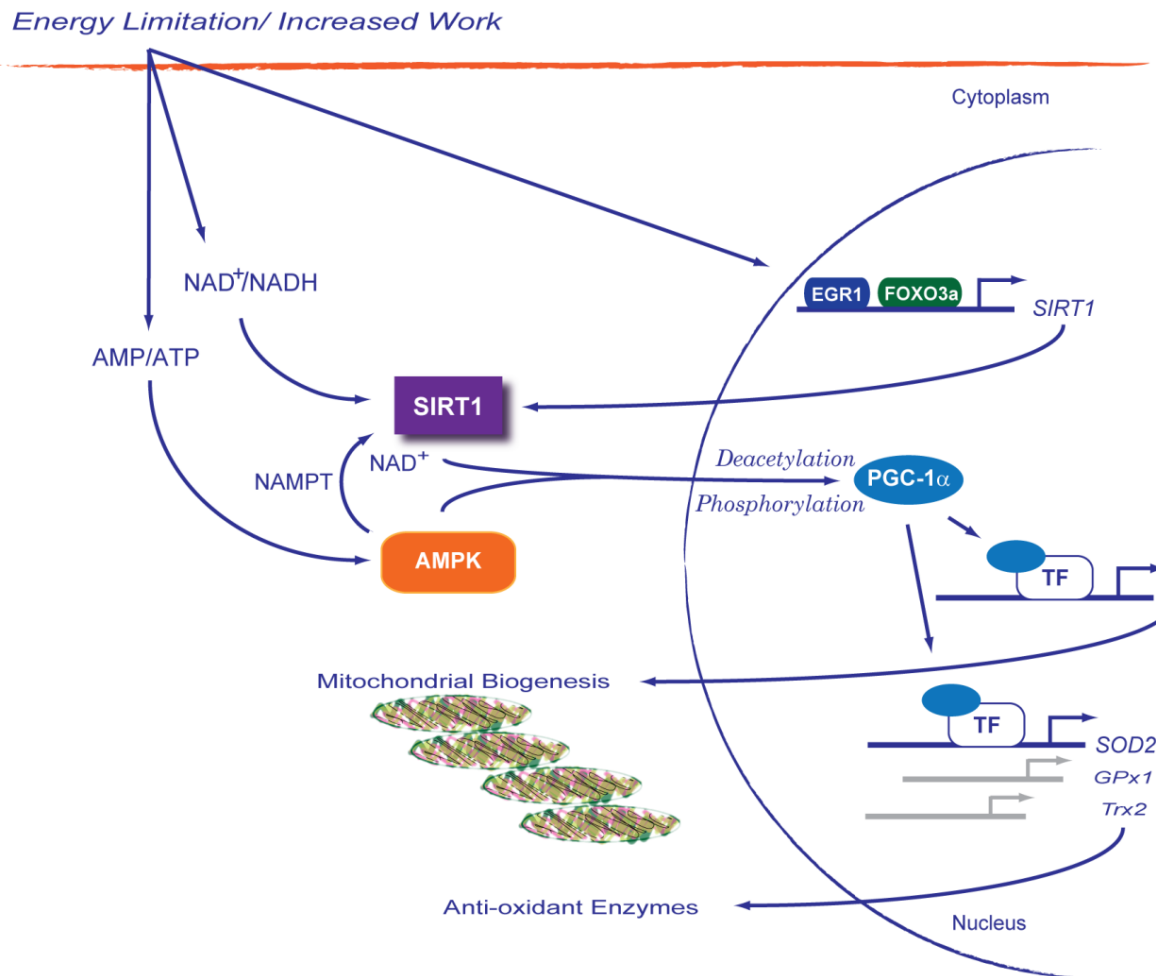 Energy Limitation/ Increased Work
Cytoplasm
NAD⁺/NADH
EGR1
FOXO3a
SIRT1
AMP/ATP
SIRT1
NAD⁺
NAMPT
Deacetylation
Phosphorylation
PGC-1α
AMPK
TF
Mitochondrial Biogenesis
TF
SOD2
GPx1
Trx2
Anti-oxidant Enzymes
Nucleus